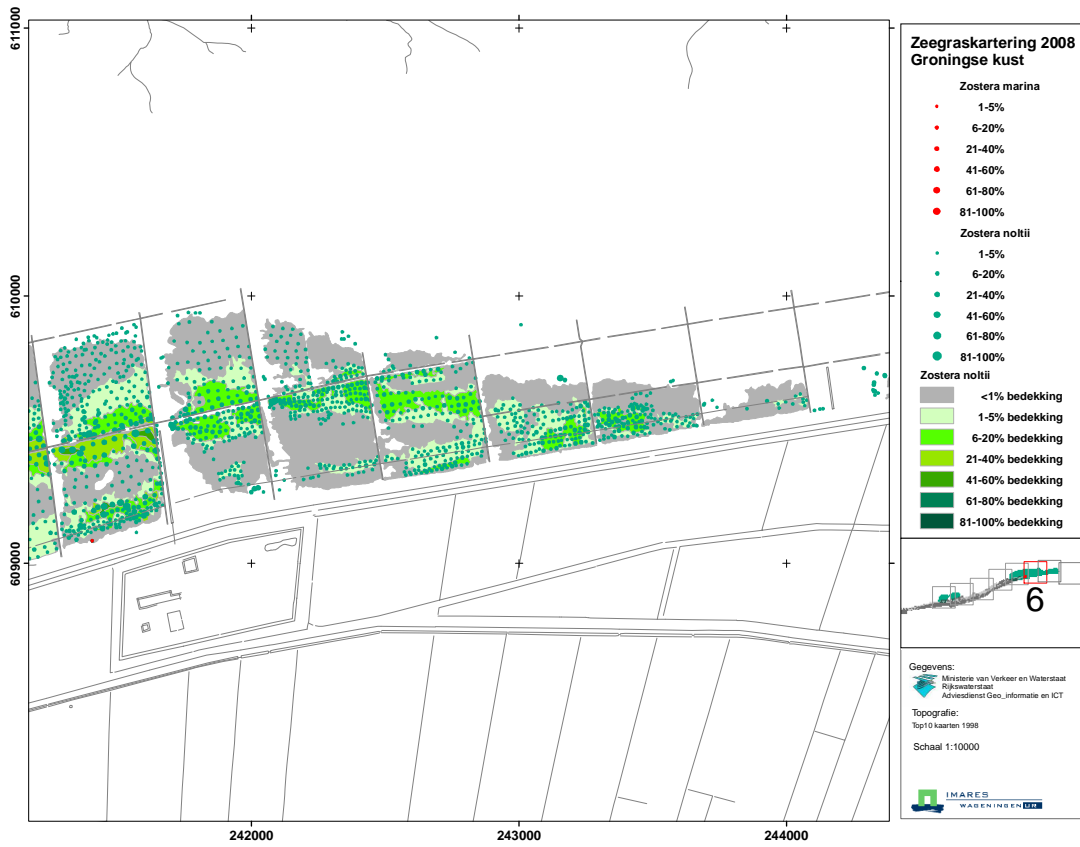 Zeegraskartering 2008
Groningse kust
Zostera marina
1-5%
6-20%
21-40%
41-60%
61-80%
81-100%
Zostera noltii
1-5%
6-20%
21-40%
41-60%
61-80%
81-100%
Zostera noltii
<1% bedekking
1-5% bedekking
6-20% bedekking
21-40% bedekking
41-60% bedekking
61-80% bedekking
81-100% bedekking
6
Gegevens:
Ministerie van Verkeer en Waterstaat
Rijkswaterstaat
Adviesdienst Geo_informatie en ICT
Topografie:
Top10 kaarten 1998
Schaal 1:10000
IMARES
WAGENINGEN UR
611000
610000
609000
242000
243000
244000